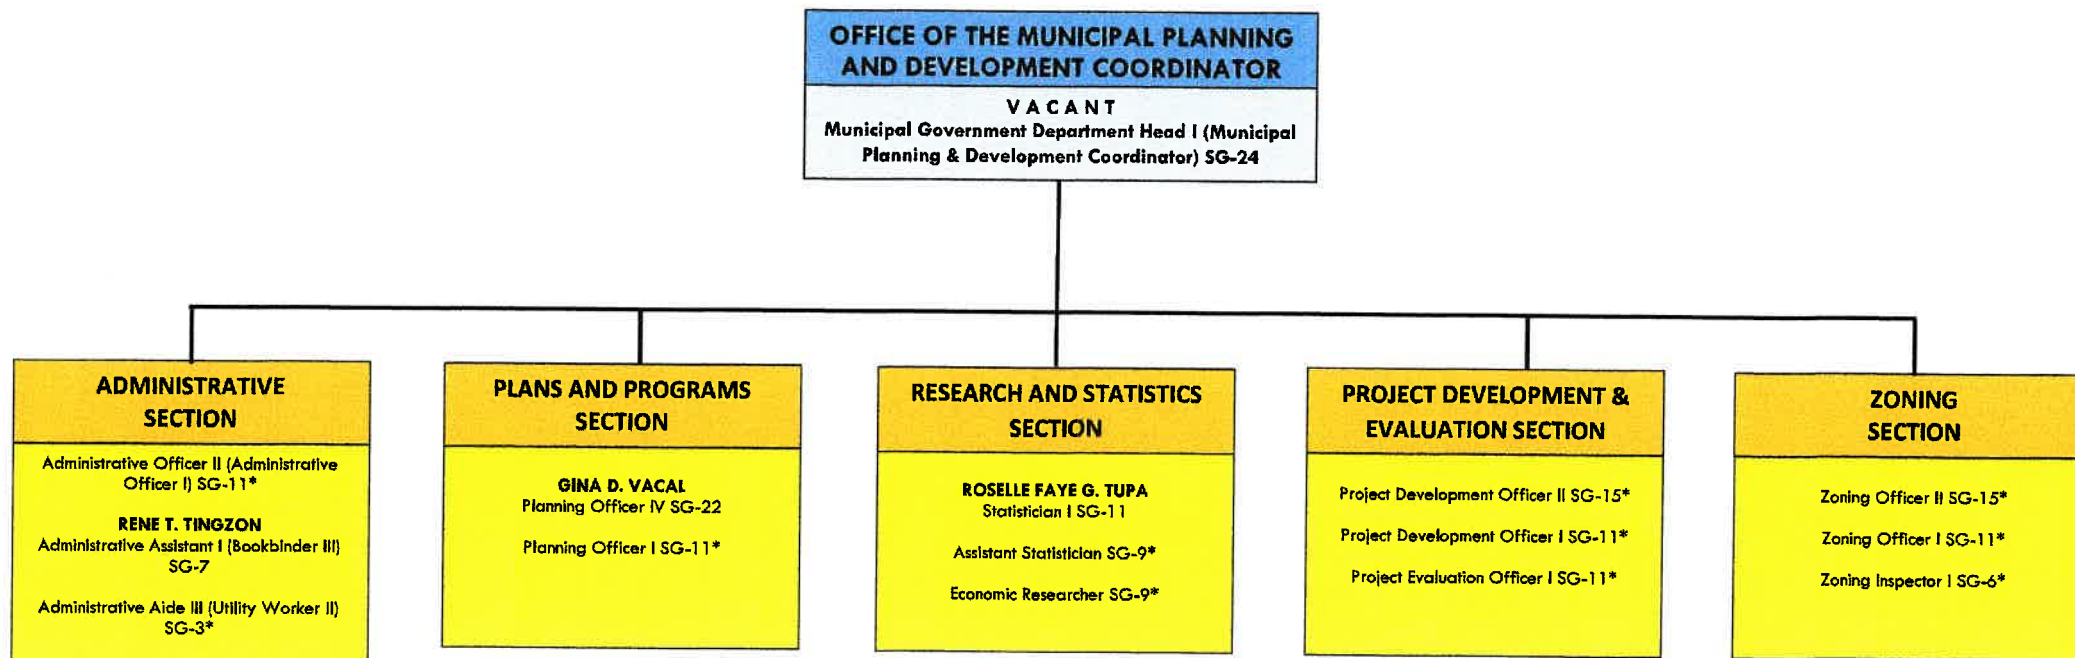 OFFICE OF THE MUNICIPAL PLANNING
AND DEVELOPMENT COORDINATOR
VACANT
Municipal Government Department Head I (Municipal
Planning & Development Coordinator) SG-24
ADMINISTRATIVE
SECTION
Administrative Officer II (Administrative
Officer I) SG-11*
RENE T. TINGZON
Administrative Assistant I (Bookbinder III)
SG-7
Administrative Aide III (Utility Worker II)
SG-3*
PLANS AND PROGRAMS
SECTION
GINA D. VACAL
Planning Officer IV SG-22
Planning Officer I SG-11*
RESEARCH AND STATISTICS
SECTION
ROSELLE FAYE G. TUPA
Statistician I SG-11
Assistant Statistician SG-9*
Economic Researcher SG-9*
PROJECT DEVELOPMENT &
EVALUATION SECTION
Project Development Officer II SG-15*
Project Development Officer I SG-11*
Project Evaluation Officer I SG-11*
ZONING
SECTION
Zoning Officer II SG-15*
Zoning Officer I SG-11*
Zoning Inspector I SG-6*